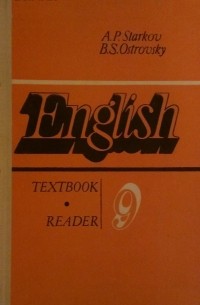 A.P. Starkov
B.S. Ostrovsky
English
TEXTBOOK
•
READER
9